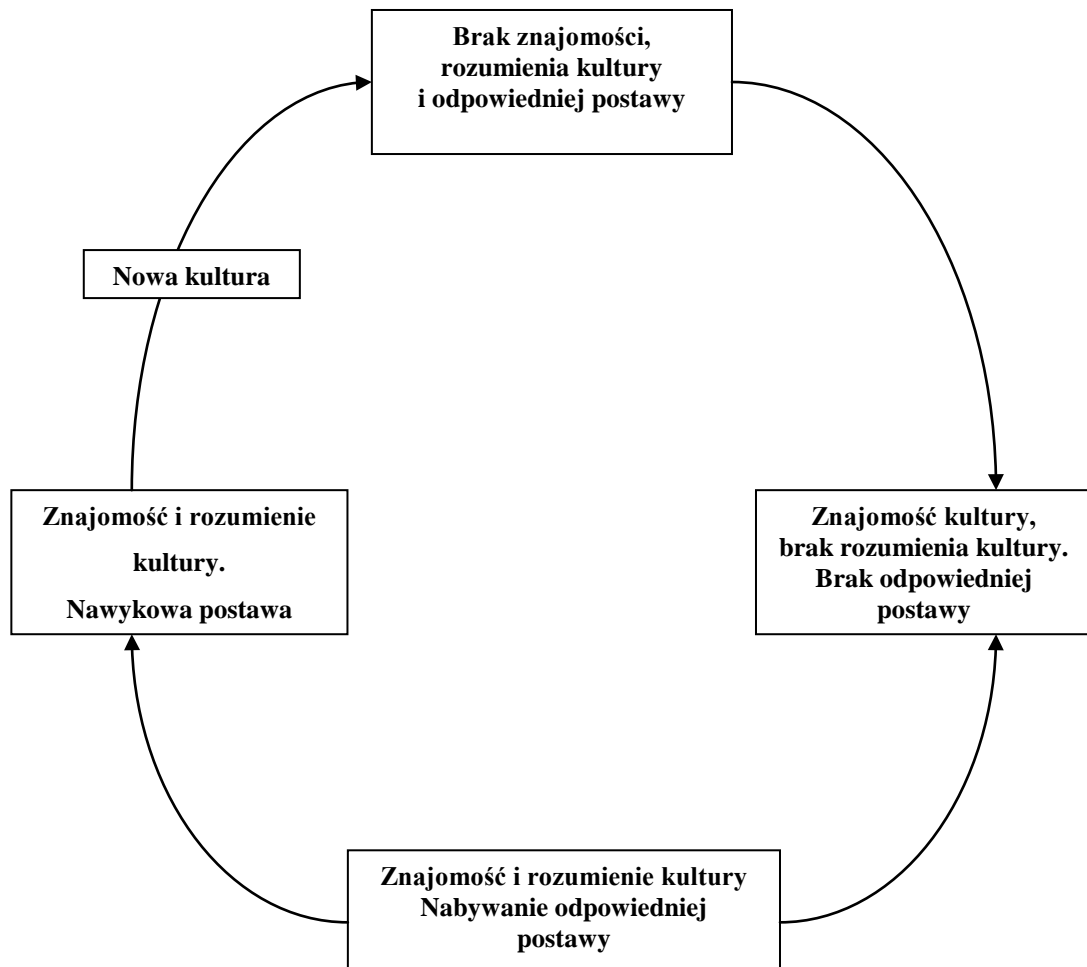 Brak znajomości,
rozumienia kultury
i odpowiedniej postawy
Nowa kultura
Znajomość i rozumienie
kultury.
Nawykowa postawa
Znajomość kultury,
brak rozumienia kultury.
Brak odpowiedniej
postawy
Znajomość i rozumienie kultury
Nabywanie odpowiedniej
postawy